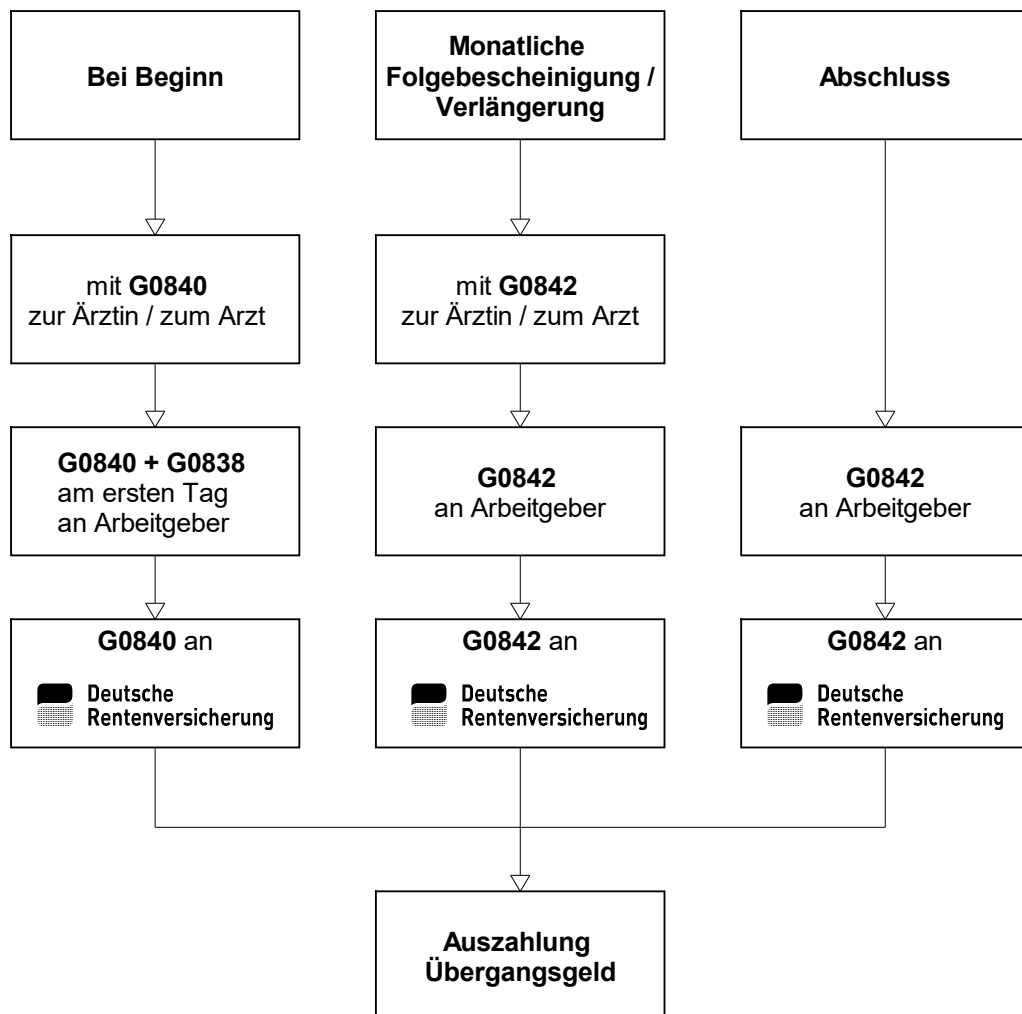 Bei Beginn
Monatliche
Folgebescheinigung /
Verlängerung
Abschluss
mit G0840
zur Ärztin / zum Arzt
mit G0842
zur Ärztin / zum Arzt
G0840 + G0838
am ersten Tag
an Arbeitgeber
G0842
an Arbeitgeber
G0842
an Arbeitgeber
G0840 an
Deutsche
Rentenversicherung
G0842 an
Deutsche
Rentenversicherung
G0842 an
Deutsche
Rentenversicherung
Auszahlung
Übergangsgeld